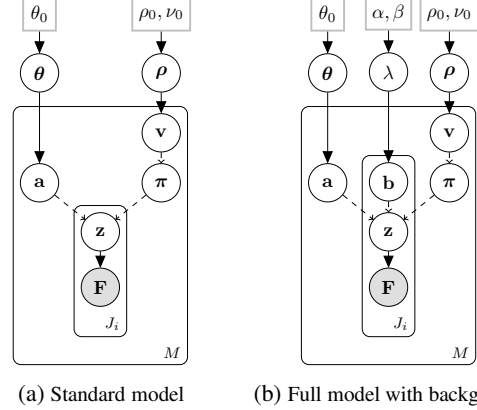 θ₀ ρ₀, ν₀
θ ρ
v
a π
z
F
Jᵢ
M
(a) Standard model
θ₀ α, β ρ₀, ν₀
θ λ ρ
v
a b π
z
F
Jᵢ
M
(b) Full model with backg